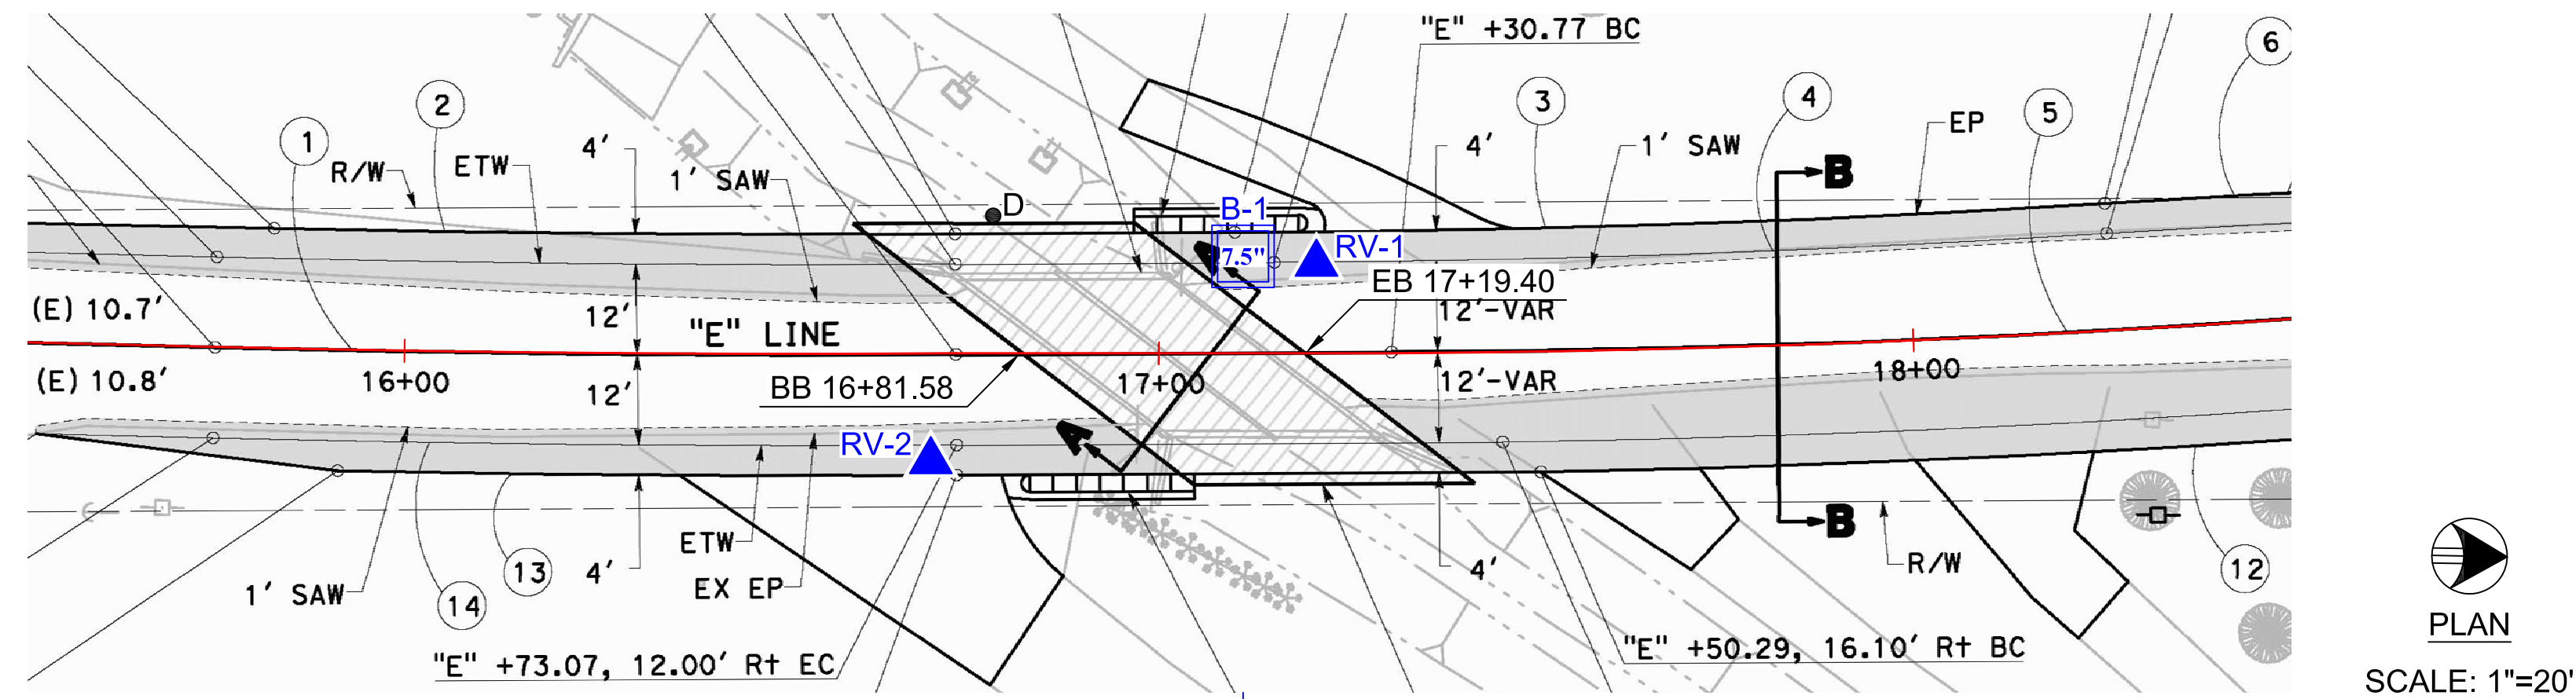 "E" +30.77 BC
6
2
3
4
5
EP
1
R/W
ETW
4'
1' SAW
4'
1' SAW
B
D
B-1
A
7.5"
RV-1
EB 17+19.40
(E) 10.7'
12'
"E" LINE
12'-VAR
(E) 10.8'
16+00
12'
BB 16+81.58
17+00
12'-VAR
18+00
RV-2
A
B
ETW
EX EP
4'
4'
R/W
1' SAW
14
13
12
"E" +73.07, 12.00' Rt EC
"E" +50.29, 16.10' Rt BC
PLAN
SCALE: 1"=20'